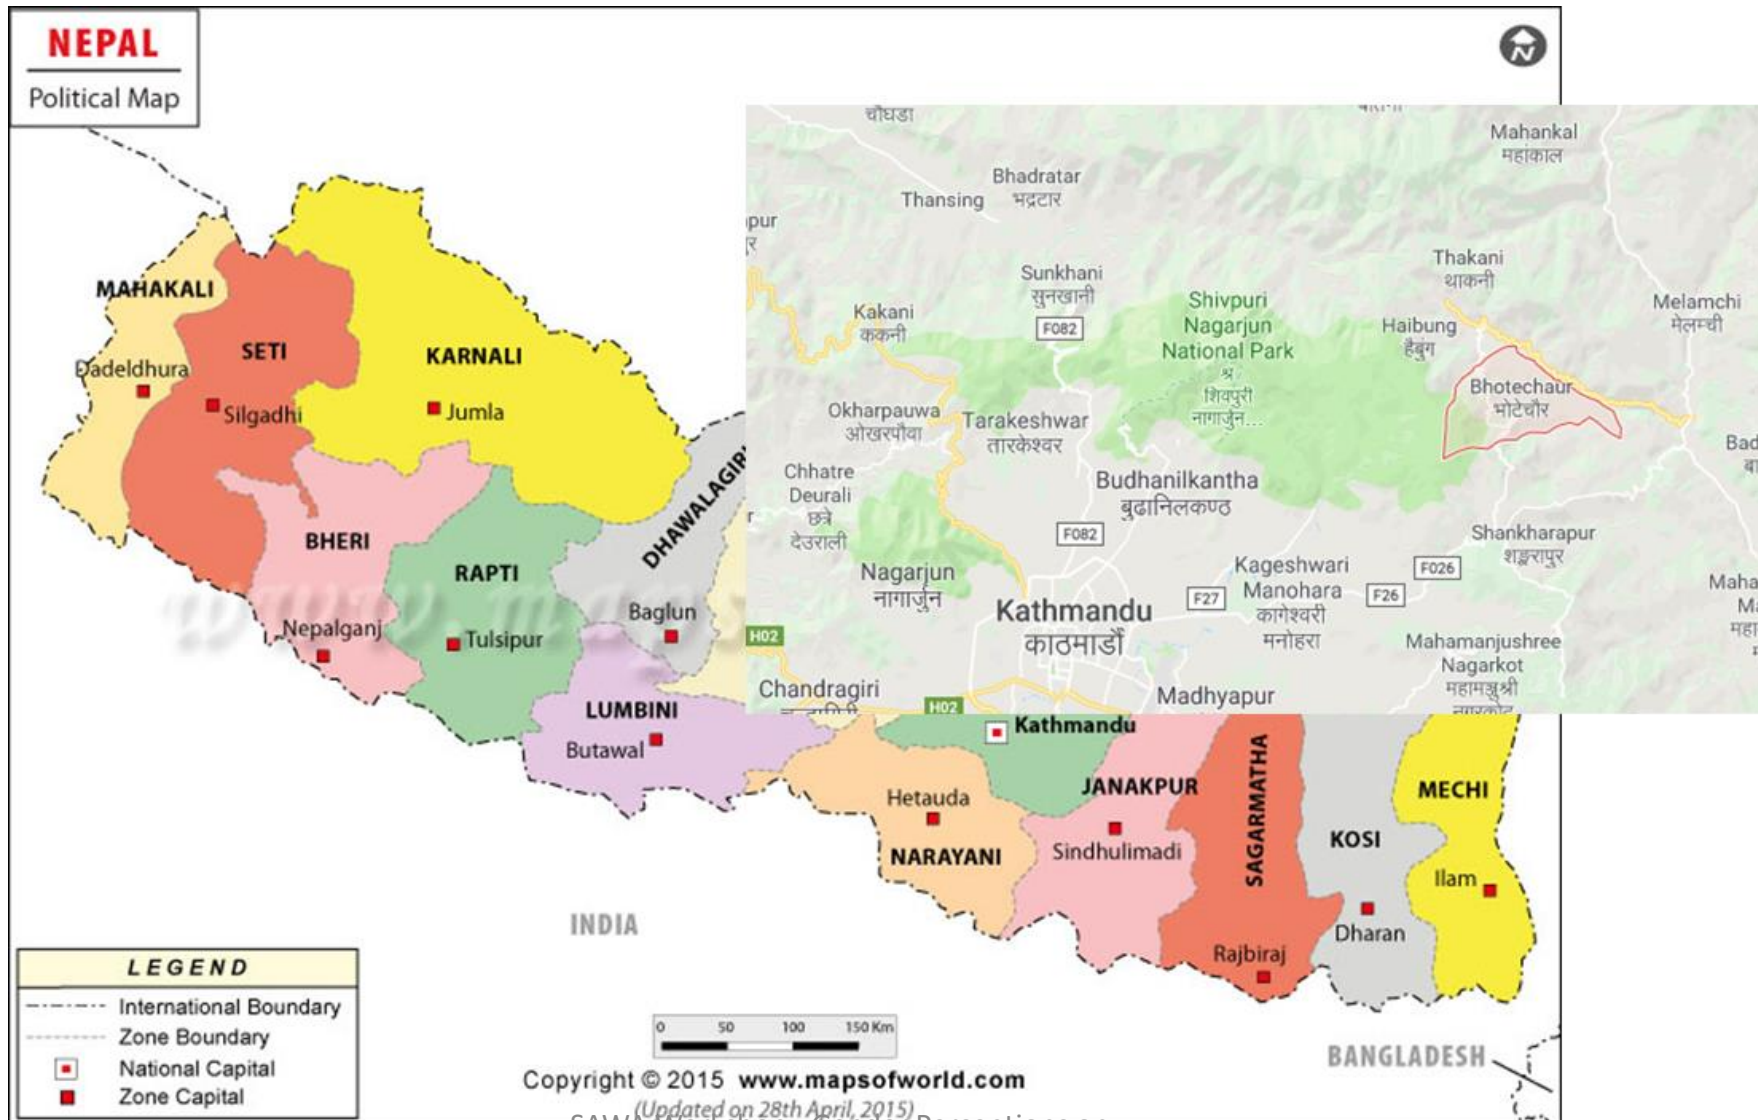 NEPAL
Political Map
N
MAHAKALI
Dadeldhura
SETI
Silgadhi
KARNALI
Jumla
BHERI
Nepalganj
RAPTI
Tulsipur
DHAWALAGIRI
Baglun
LUMBINI
Butawal
चौघडा
Mahankal
महांकाल
Bhadratar
भद्रटार
Thansing
Thakani
थाकनी
Sunkhani
सुनखानी
F082
Shivpuri
Nagarjun
National Park
शिवपुरी
नागार्जुन...
Kakani
ककनी
Haibung
हैबुंग
Melamchi
मेलम्ची
Bhotechaur
भोटेचौर
Okharpauwa
ओखरपौवा
Tarakeshwar
तारकेश्वर
Chhatre
Deurali
छत्रे
देउराली
Budhanilkantha
बुढानिलकण्ठ
F082
Shankharapur
शङ्खरापुर
Nagarjun
नागार्जुन
Kageshwari
Manohara
कागेश्वरी
मनोहरा
F026
F27
F26
Kathmandu
काठमाडौं
H02
Mahamanjushree
Nagarkot
महामञ्जुश्री
Chandragiri
H02
Madhyapur
Kathmandu
Hetauda
NARAYANI
JANAKPUR
Sindhulimadi
SAGARMATHA
Rajbiraj
KOSI
Dharan
MECHI
Ilam
INDIA
BANGLADESH
LEGEND
International Boundary
Zone Boundary
National Capital
Zone Capital
0 50 100 150 Km
Copyright © 2015 www.mapsofworld.com
(Updated on 28th April, 2015)